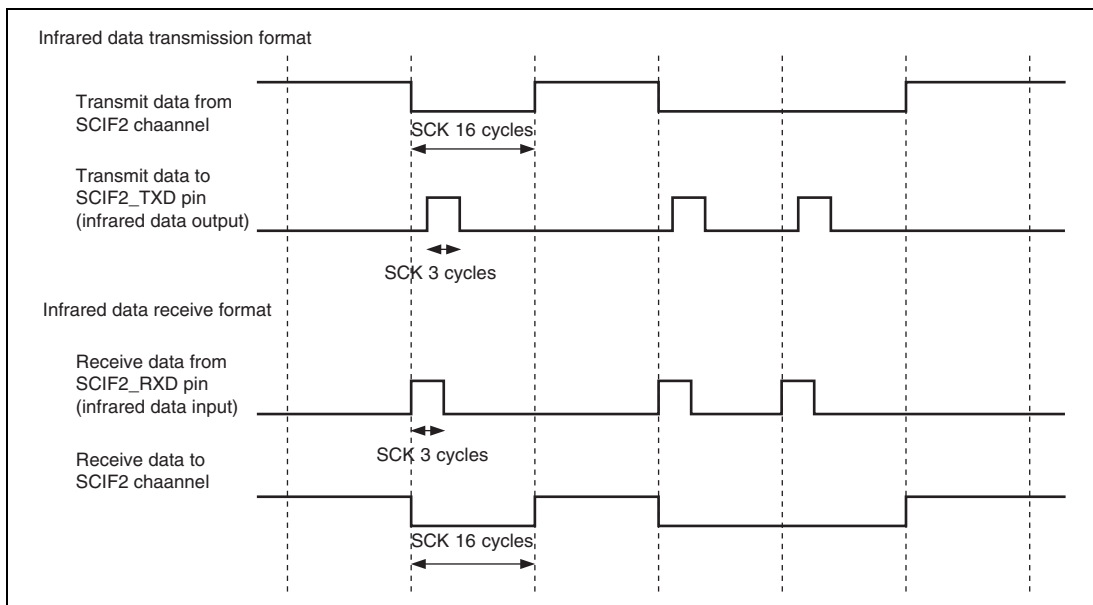 Infrared data transmission format
Transmit data from
SCIF2 chaannel
SCK 16 cycles
Transmit data to
SCIF2_TXD pin
(infrared data output)
SCK 3 cycles
Infrared data receive format
Receive data from
SCIF2_RXD pin
(infrared data input)
SCK 3 cycles
Receive data to
SCIF2 chaannel
SCK 16 cycles